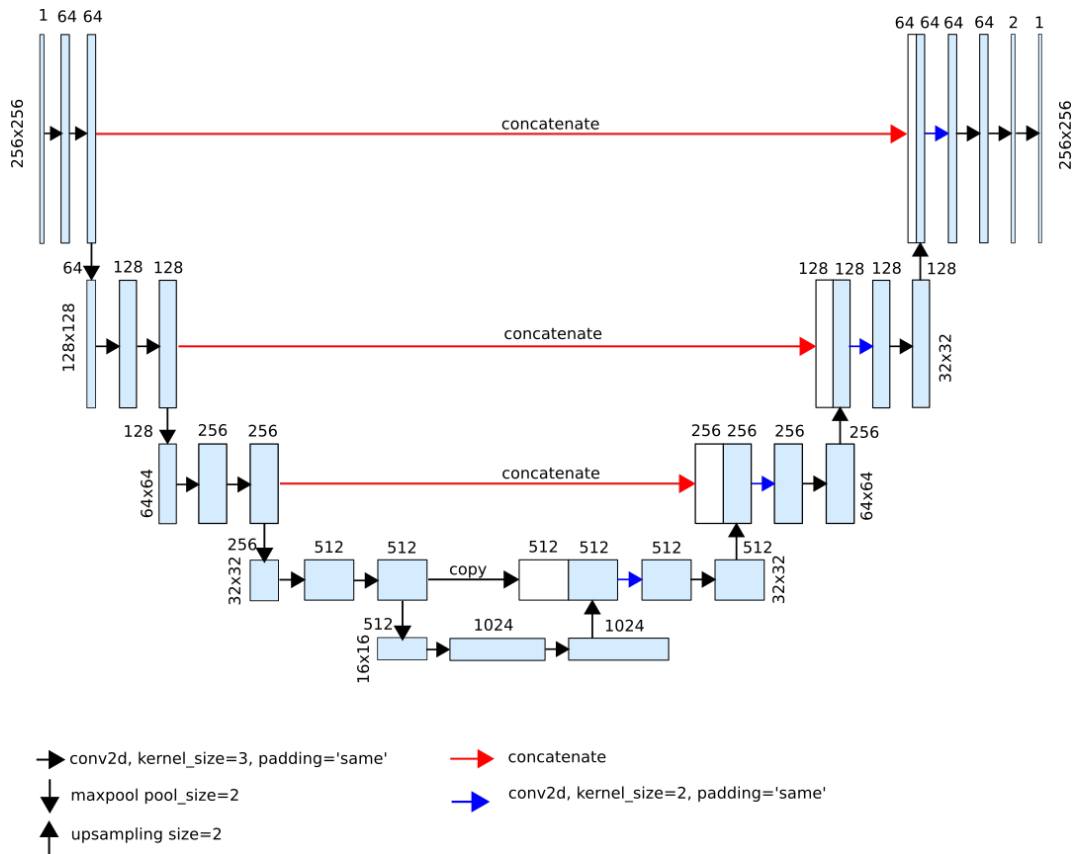 1 64 64
64 64 64 64 2 1
256x256
concatenate
256x256
64 128 128
128 128 128 128
128x128
concatenate
32x32
128 256 256
256 256 256 256
64x64
concatenate
64x64
256 512 512
512 512 512 512
32x32
copy
32x32
512 1024 1024
16x16
conv2d, kernel_size=3, padding='same'
concatenate
maxpool pool_size=2
conv2d, kernel_size=2, padding='same'
upsampling size=2